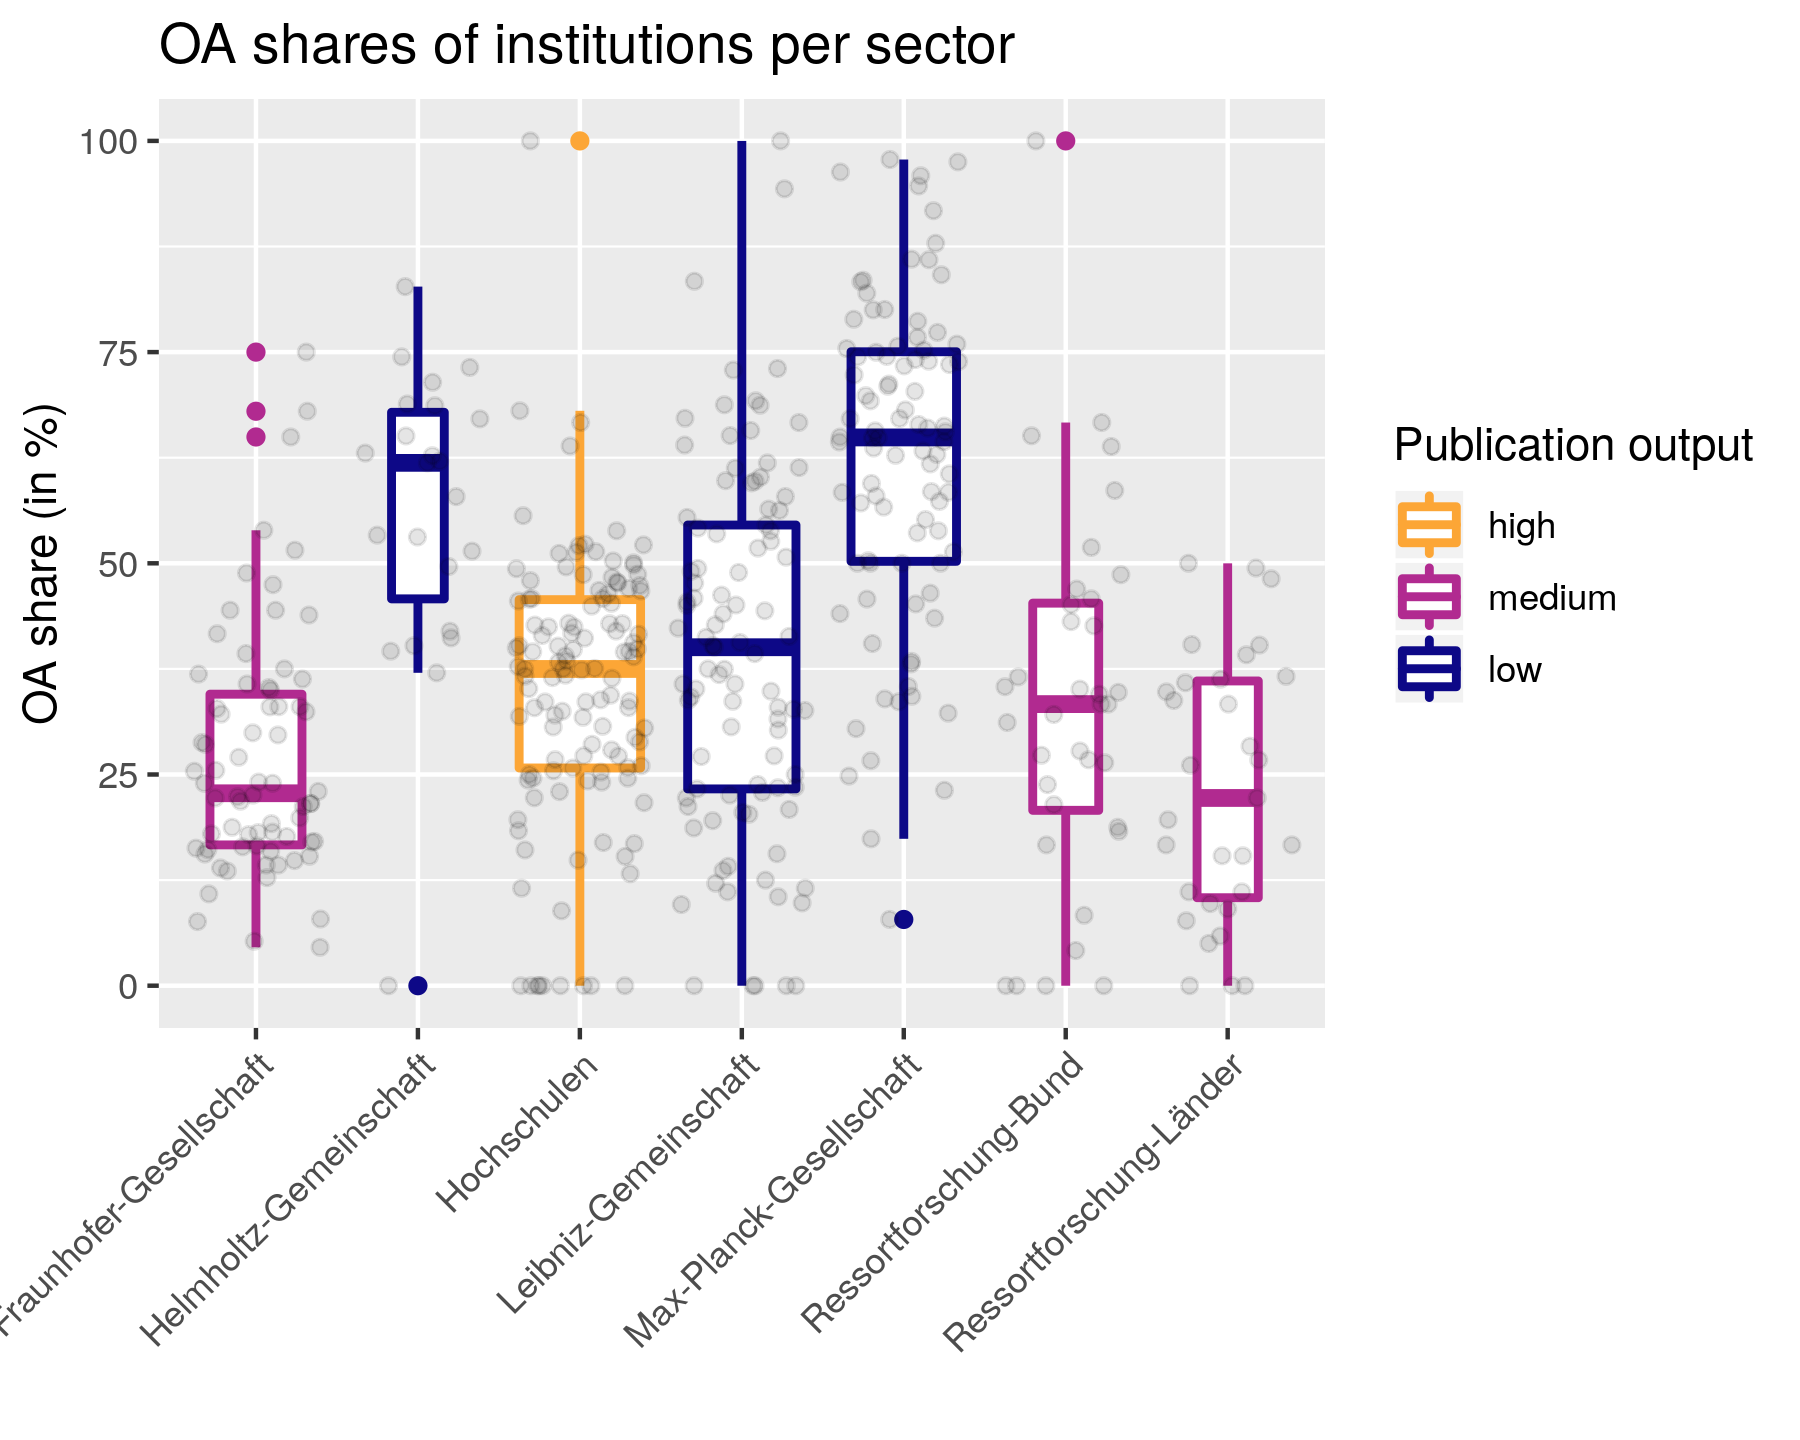 OA shares of institutions per sector
OA share (in %)
100
75
50
25
0
Fraunhofer-Gesellschaft
Helmholtz-Gemeinschaft
Hochschulen
Leibniz-Gemeinschaft
Max-Planck-Gesellschaft
Ressortforschung-Bund
Ressortforschung-Länder
Publication output
high
medium
low